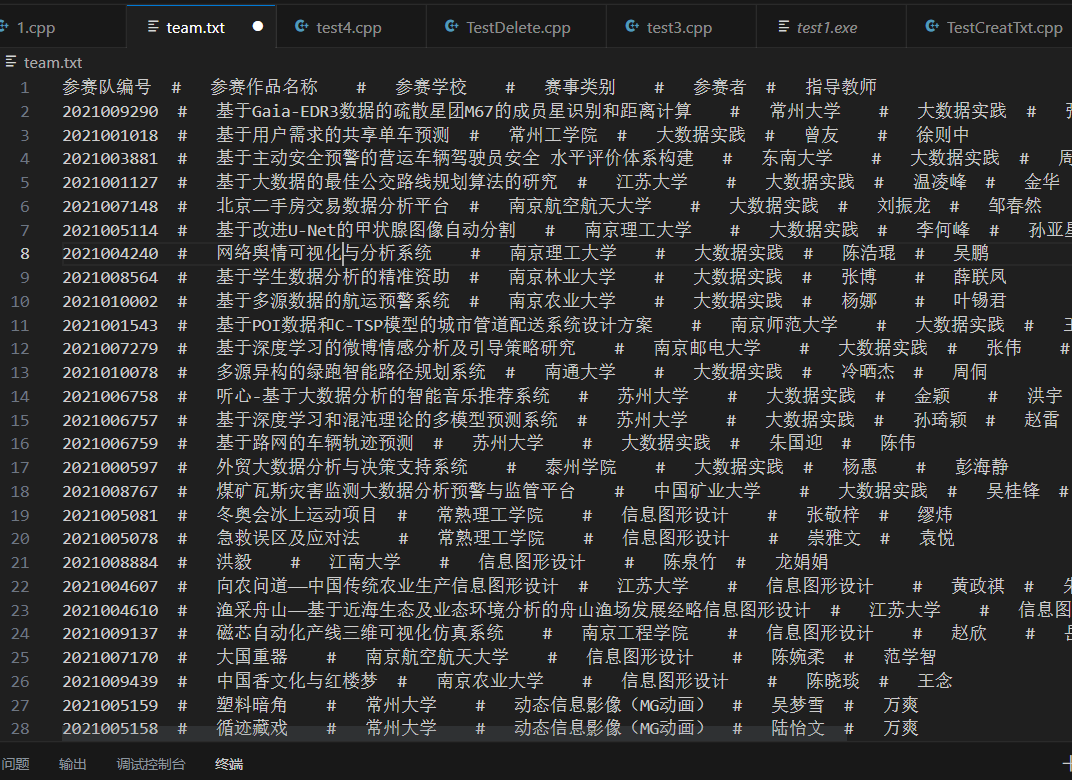 1.cpp team.txt test4.cpp TestDelete.cpp test3.cpp test1.exe TestCreatTxt.cpp
team.txt
1 参赛队编号 # 参赛作品名称 # 参赛学校 # 赛事类别 # 参赛者 # 指导教师
2 2021009290 # 基于Gaia-EDR3数据的疏散星团M67的成员星识别和距离计算 # 常州大学 # 大数据实践 #
3 2021001018 # 基于用户需求的共享单车预测 # 常州工学院 # 大数据实践 # 曾友 # 徐则中
4 2021003881 # 基于主动安全预警的营运车辆驾驶员安全 水平评价体系构建 # 东南大学 # 大数据实践 # 周
5 2021001127 # 基于大数据的最佳公交路线规划算法的研究 # 江苏大学 # 大数据实践 # 温凌峰 # 金华
6 2021007148 # 北京二手房交易数据分析平台 # 南京航空航天大学 # 大数据实践 # 刘振龙 # 邹春然
7 2021005114 # 基于改进U-Net的甲状腺图像自动分割 # 南京理工大学 # 大数据实践 # 李何峰 # 孙亚星
8 2021004240 # 网络舆情可视化与分析系统 # 南京理工大学 # 大数据实践 # 陈浩琨 # 吴鹏
9 2021008564 # 基于学生数据分析的精准资助 # 南京林业大学 # 大数据实践 # 张博 # 薛联凤
10 2021010002 # 基于多源数据的航运预警系统 # 南京农业大学 # 大数据实践 # 杨娜 # 叶锡君
11 2021001543 # 基于POI数据和C-TSP模型的城市管道配送系统设计方案 # 南京师范大学 # 大数据实践 #
12 2021007279 # 基于深度学习的微博情感分析及引导策略研究 # 南京邮电大学 # 大数据实践 # 张伟 #
13 2021010078 # 多源异构的绿跑智能路径规划系统 # 南通大学 # 大数据实践 # 冷晒杰 # 周侗
14 2021006758 # 听心-基于大数据分析的智能音乐推荐系统 # 苏州大学 # 大数据实践 # 金颖 # 洪宇
15 2021006757 # 基于深度学习和混沌理论的多模型预测系统 # 苏州大学 # 大数据实践 # 孙琦颖 # 赵雷
16 2021006759 # 基于路网的车辆轨迹预测 # 苏州大学 # 大数据实践 # 朱国迎 # 陈伟
17 2021000597 # 外贸大数据分析与决策支持系统 # 泰州学院 # 大数据实践 # 杨惠 # 彭海静
18 2021008767 # 煤矿瓦斯灾害监测大数据分析预警与监管平台 # 中国矿业大学 # 大数据实践 # 吴桂锋 #
19 2021005081 # 冬奥会冰上运动项目 # 常熟理工学院 # 信息图形设计 # 张敬梓 # 缪炜
20 2021005078 # 急救误区及应对法 # 常熟理工学院 # 信息图形设计 # 崇雅文 # 袁悦
21 2021008884 # 洪毅 # 江南大学 # 信息图形设计 # 陈泉竹 # 龙娟娟
22 2021004607 # 向农问道——中国传统农业生产信息图形设计 # 江苏大学 # 信息图形设计 # 黄政祺 #
23 2021004610 # 渔采舟山——基于近海生态及业态环境分析的舟山渔场发展经略信息图形设计 # 江苏大学 # 信息图
24 2021009137 # 磁芯自动化产线三维可视化仿真系统 # 南京工程学院 # 信息图形设计 # 赵欣 #
25 2021007170 # 大国重器 # 南京航空航天大学 # 信息图形设计 # 陈婉柔 # 范学智
26 2021009439 # 中国香文化与红楼梦 # 南京农业大学 # 信息图形设计 # 陈晓琰 # 王念
27 2021005159 # 塑料暗角 # 常州大学 # 动态信息影像（MG动画） # 吴梦雪 # 万爽
28 2021005158 # 循迹藏戏 # 常州大学 # 动态信息影像（MG动画） # 陆怡文 # 万爽
问题 输出 调试控制台 终端